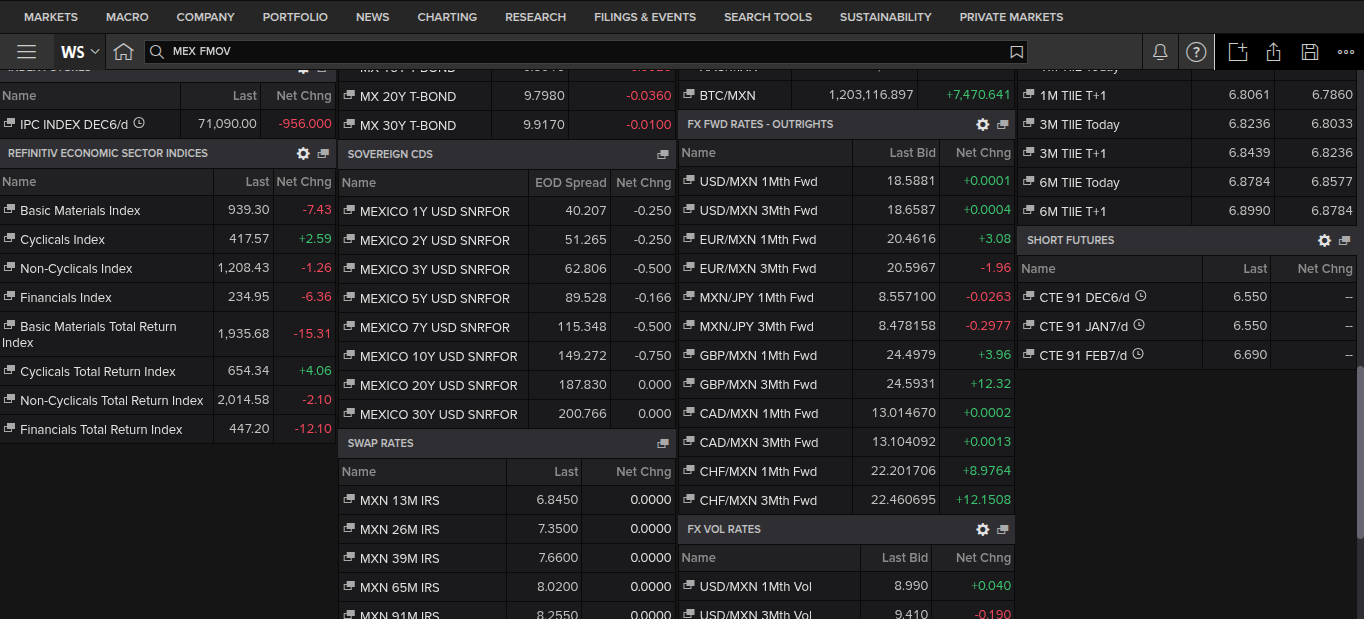 MARKETS MACRO COMPANY PORTFOLIO NEWS CHARTING RESEARCH FILINGS & EVENTS SEARCH TOOLS SUSTAINABILITY PRIVATE MARKETS
WS MEX FMOV
Name Last Net Chng
IPC INDEX DEC6/d 71,090.00 -956.000
REFINITIV ECONOMIC SECTOR INDICES
Name Last Net Chng
Basic Materials Index 939.30 -7.43
Cyclicals Index 417.57 +2.59
Non-Cyclicals Index 1,208.43 -1.26
Financials Index 234.95 -6.36
Basic Materials Total Return
Index 1,935.68 -15.31
Cyclicals Total Return Index 654.34 +4.06
Non-Cyclicals Total Return Index 2,014.58 -2.10
Financials Total Return Index 447.20 -12.10
MX 20Y T-BOND 9.7980 -0.0360
MX 30Y T-BOND 9.9170 -0.0100
SOVEREIGN CDS
Name EOD Spread Net Chng
MEXICO 1Y USD SNRFOR 40.207 -0.250
MEXICO 2Y USD SNRFOR 51.265 -0.250
MEXICO 3Y USD SNRFOR 62.806 -0.500
MEXICO 5Y USD SNRFOR 89.528 -0.166
MEXICO 7Y USD SNRFOR 115.348 -0.500
MEXICO 10Y USD SNRFOR 149.272 -0.750
MEXICO 20Y USD SNRFOR 187.830 0.000
MEXICO 30Y USD SNRFOR 200.766 0.000
SWAP RATES
Name Last Net Chng
MXN 13M IRS 6.8450 0.0000
MXN 26M IRS 7.3500 0.0000
MXN 39M IRS 7.6600 0.0000
MXN 65M IRS 8.0200 0.0000
MXN 91M IRS 8.2550 0.0000
BTC/MXN 1,203,116.897 +7,470.641
FX FWD RATES - OUTRIGHTS
Name Last Bid Net Chng
USD/MXN 1Mth Fwd 18.5881 +0.0001
USD/MXN 3Mth Fwd 18.6587 +0.0004
EUR/MXN 1Mth Fwd 20.4616 +3.08
EUR/MXN 3Mth Fwd 20.5967 -1.96
MXN/JPY 1Mth Fwd 8.557100 -0.0263
MXN/JPY 3Mth Fwd 8.478158 -0.2977
GBP/MXN 1Mth Fwd 24.4979 +3.96
GBP/MXN 3Mth Fwd 24.5931 +12.32
CAD/MXN 1Mth Fwd 13.014670 +0.0002
CAD/MXN 3Mth Fwd 13.104092 +0.0013
CHF/MXN 1Mth Fwd 22.201706 +8.9764
CHF/MXN 3Mth Fwd 22.460695 +12.1508
FX VOL RATES
Name Last Bid Net Chng
USD/MXN 1Mth Vol 8.990 +0.040
USD/MXN 3Mth Vol 9.410 -0.190
1M TIIE T+1 6.8061 6.7860
3M TIIE Today 6.8236 6.8033
3M TIIE T+1 6.8439 6.8236
6M TIIE Today 6.8784 6.8577
6M TIIE T+1 6.8990 6.8784
SHORT FUTURES
Name Last Net Chng
CTE 91 DEC6/d 6.550 --
CTE 91 JAN7/d 6.550 --
CTE 91 FEB7/d 6.690 --